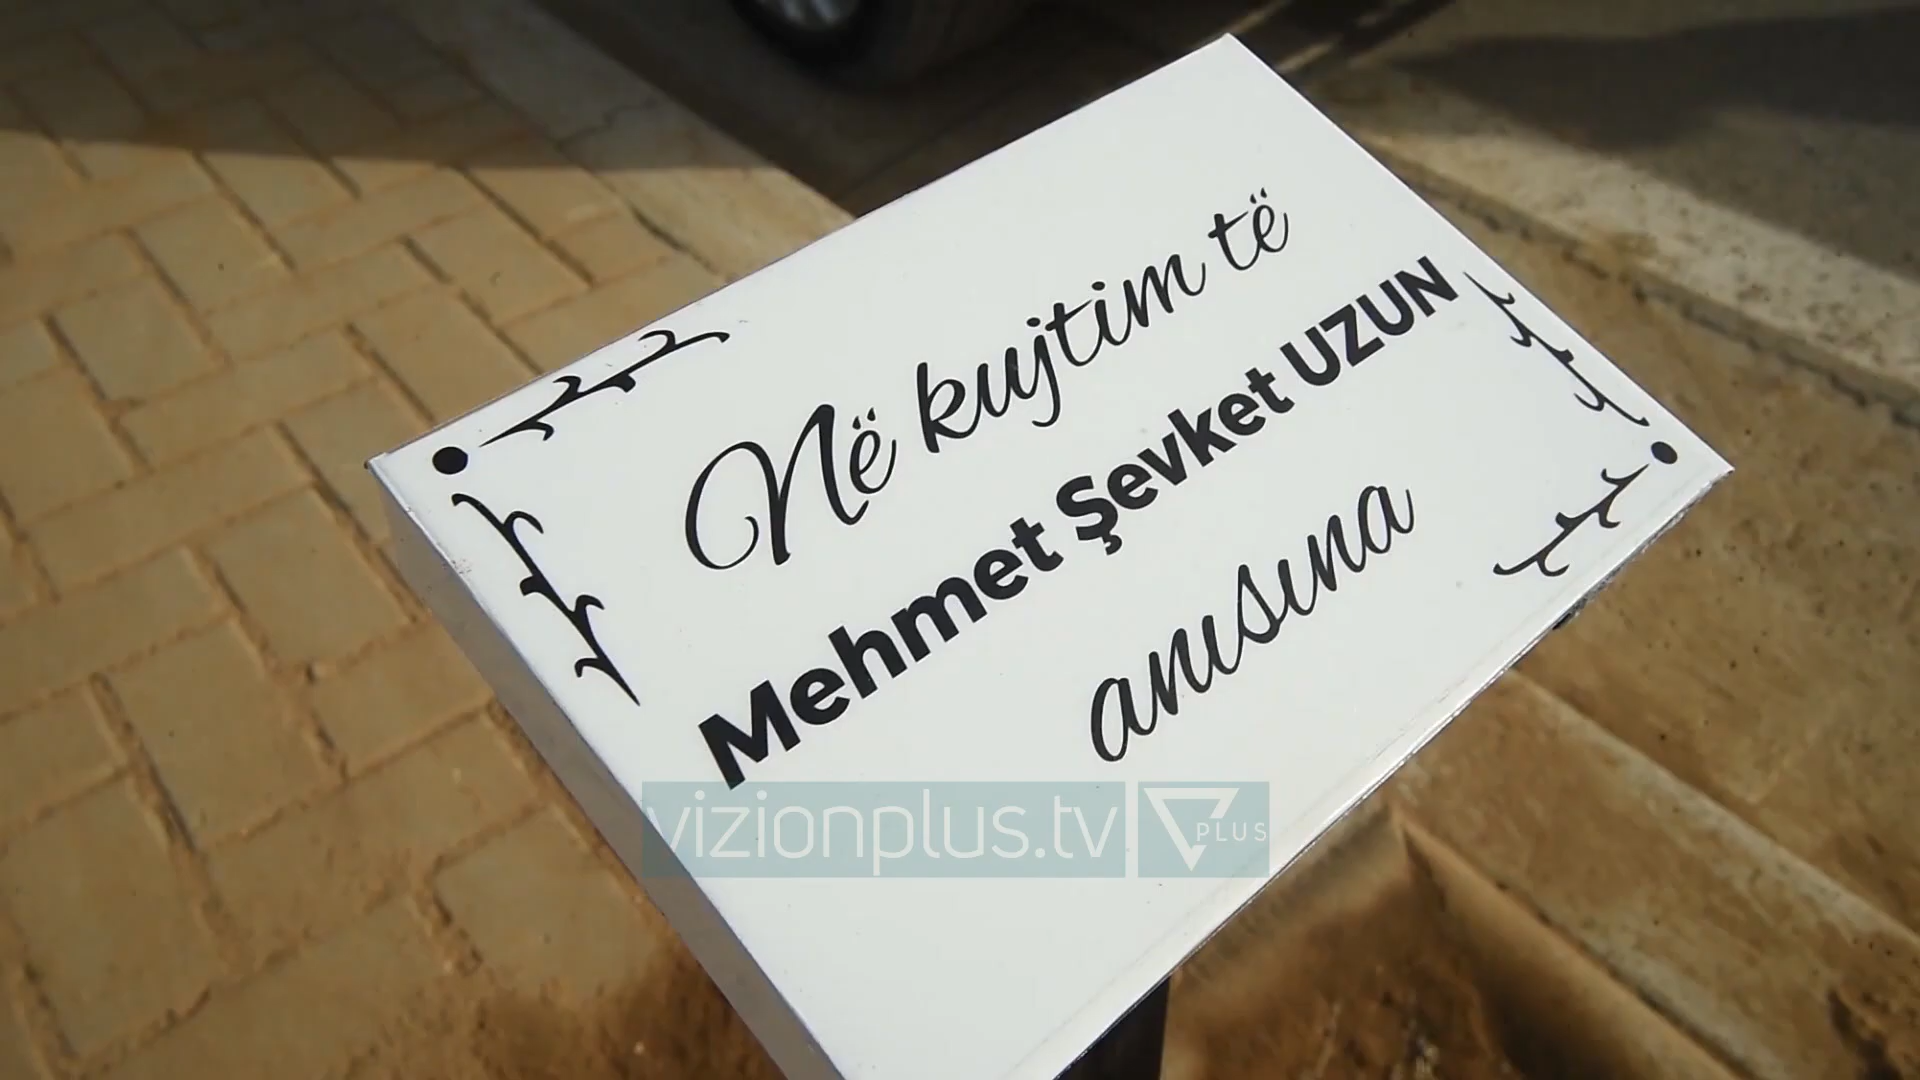 Në kujtim të
Mehmet Şevket UZUN
anısına
vizionplus.tv
PLUS